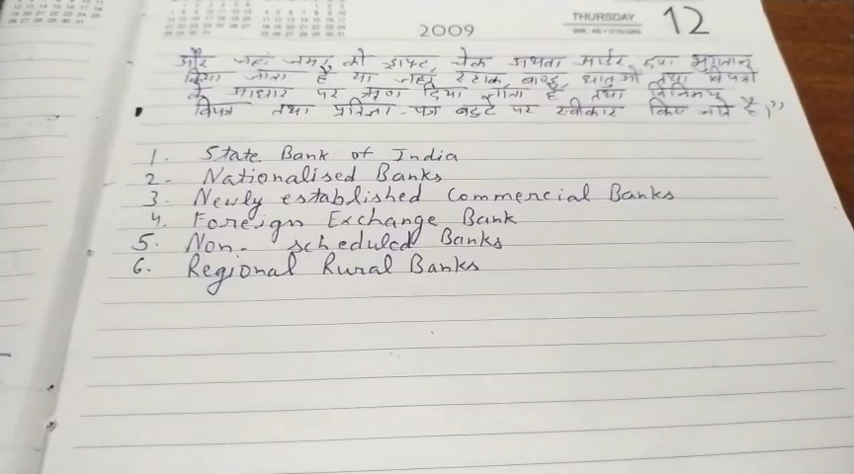 2009
THURSDAY 12
और जहां जमा को ड्राफ्ट, चेक अथवा आर्डर द्वारा भुगतान
किया जाता है या जहां स्टाक, बाण्ड, धातुओं तथा विपत्रों
के आधार पर ऋण दिया जाता है तथा विनिमय
विपत्र तथा प्रतिज्ञा-पत्र बट्टे पर स्वीकार किए जाते है।"
1. State Bank of India
2- Nationalised Banks
3. Newly established Commercial Banks
4. Foreign Exchange Bank
5. Non-scheduled Banks
6. Regional Rural Banks